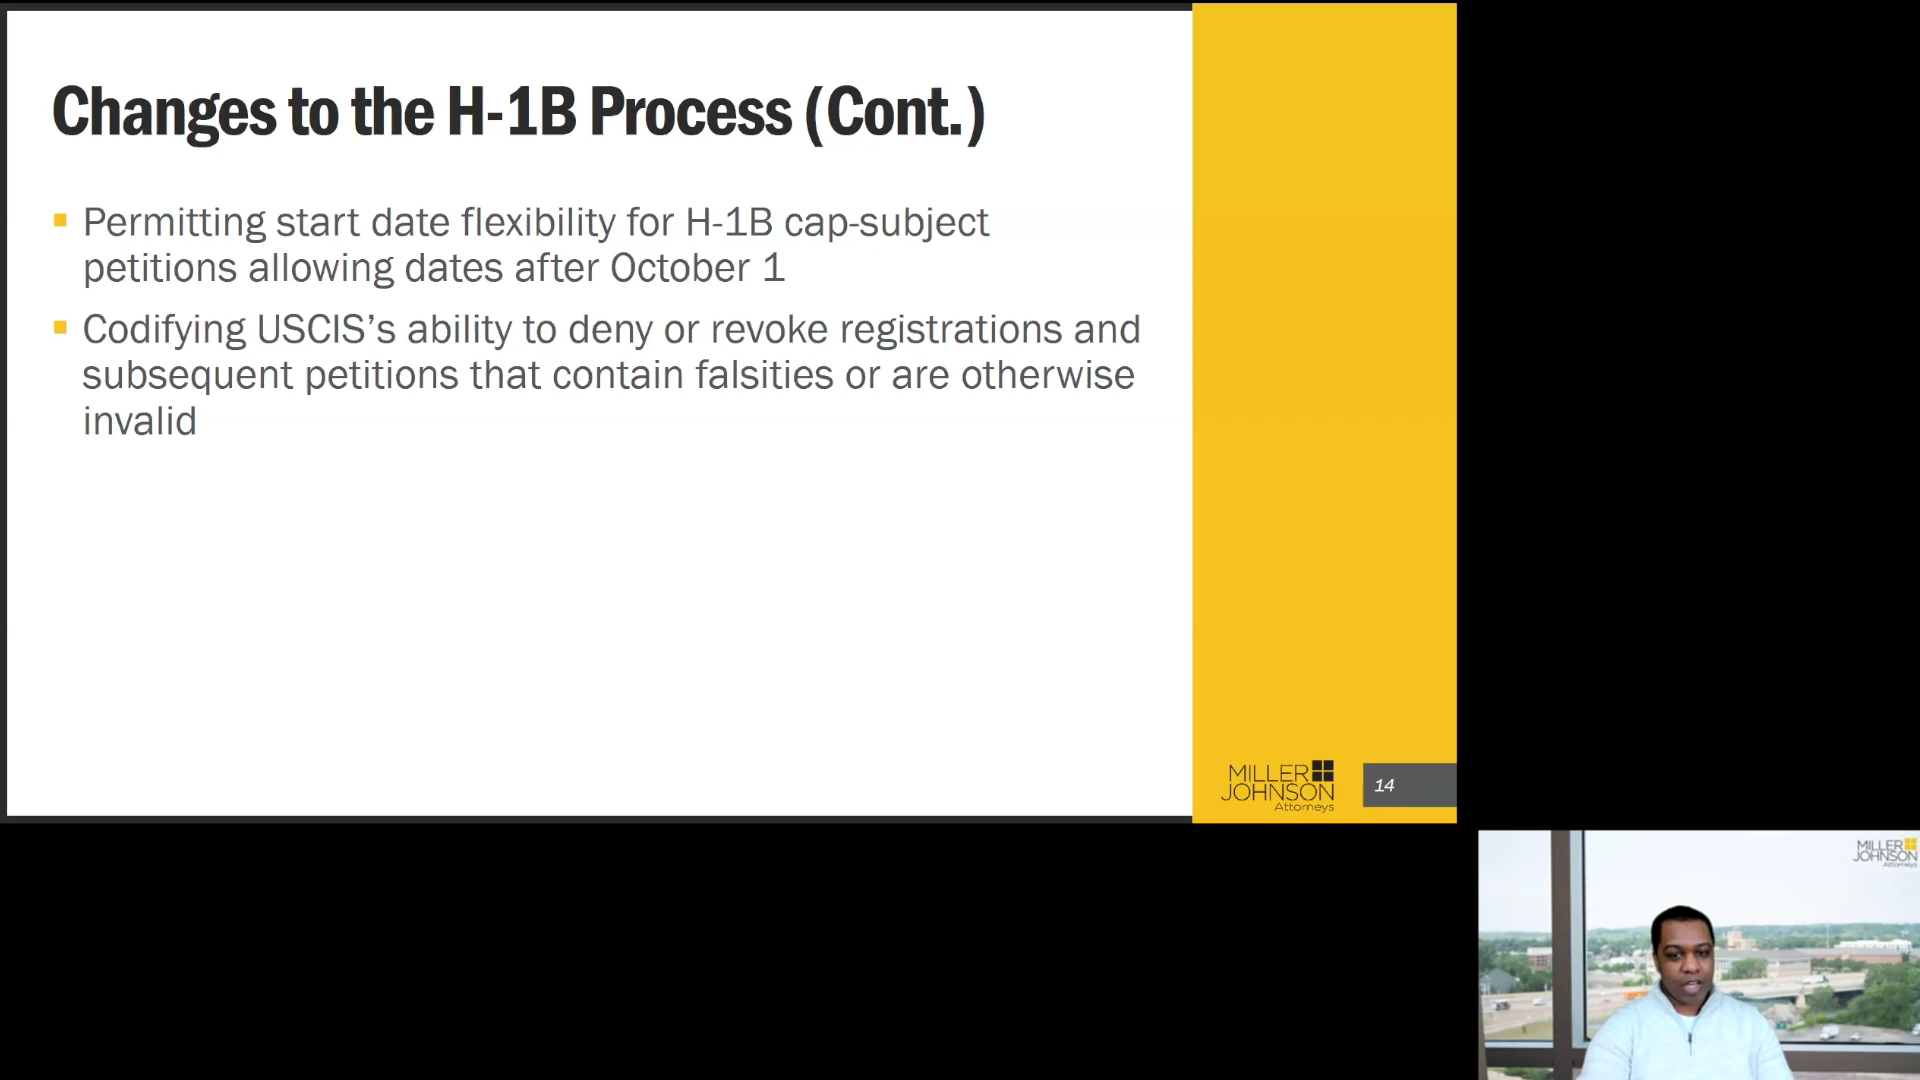 Changes to the H-1B Process (Cont.)
Permitting start date flexibility for H-1B cap-subject
petitions allowing dates after October 1
Codifying USCIS’s ability to deny or revoke registrations and
subsequent petitions that contain falsities or are otherwise
invalid
MILLER
JOHNSON
Attorneys
14
MILLER
JOHNSON
Attorneys